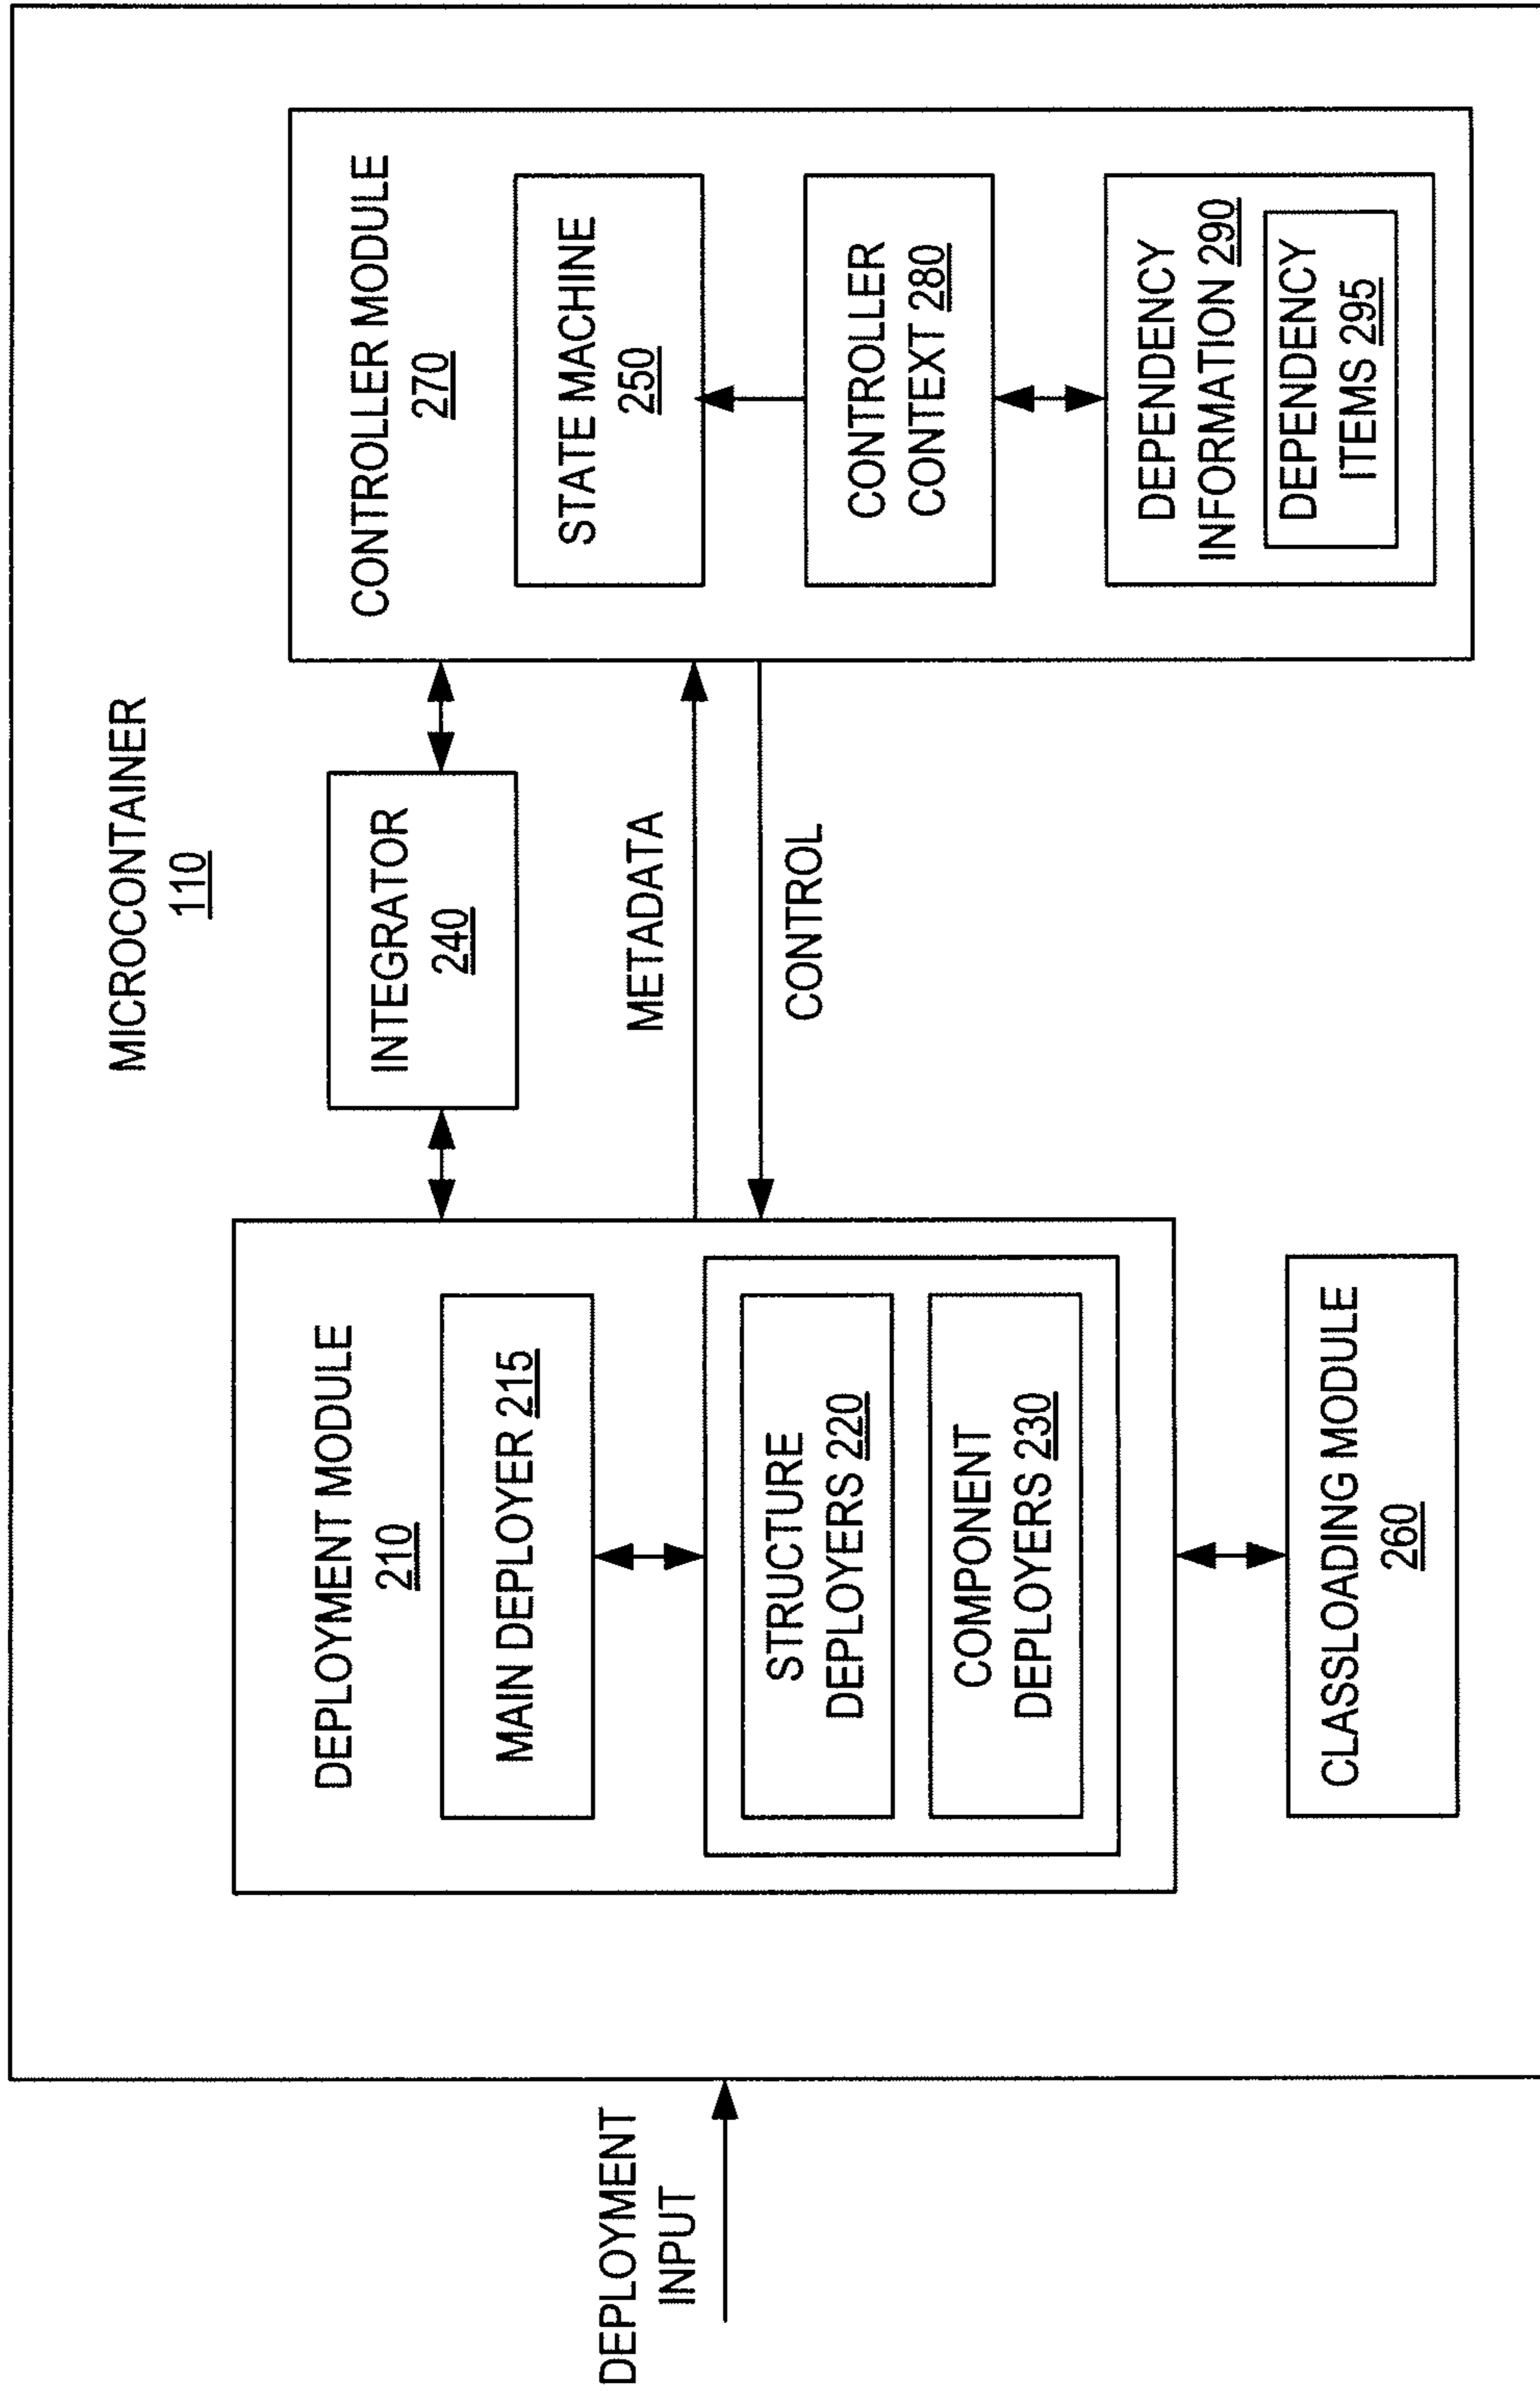 MICROCONTAINER
110
DEPLOYMENT
INPUT
DEPLOYMENT MODULE
210
MAIN DEPLOYER 215
STRUCTURE
DEPLOYERS 220
COMPONENT
DEPLOYERS 230
CLASSLOADING MODULE
260
INTEGRATOR
240
METADATA
CONTROL
CONTROLLER MODULE
270
STATE MACHINE
250
CONTROLLER
CONTEXT 280
DEPENDENCY
INFORMATION 290
DEPENDENCY
ITEMS 295